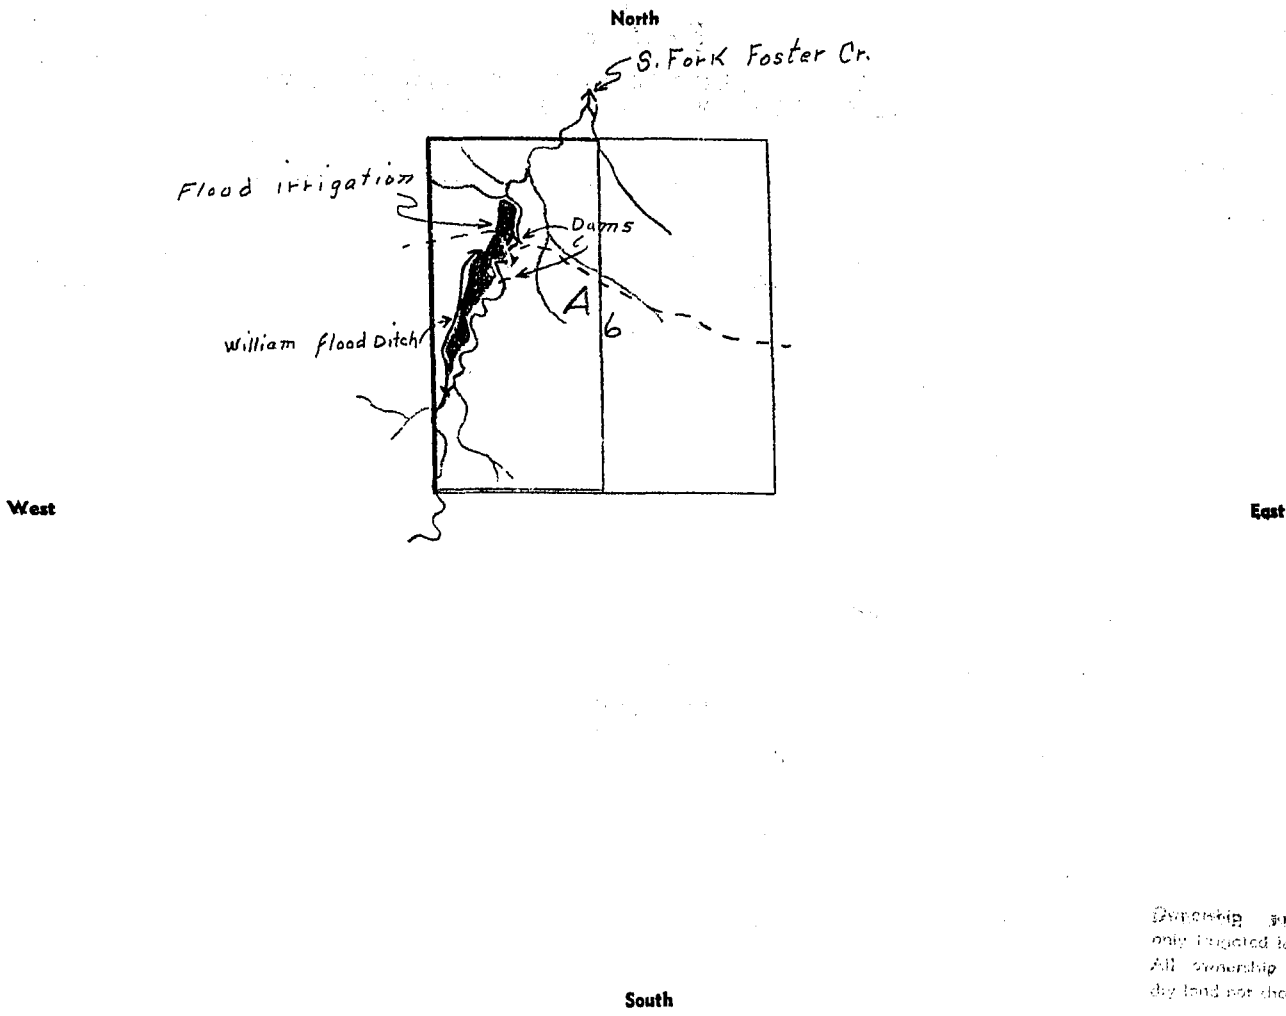 North
S. Fork Foster Cr.
Flood irrigation
Dams
A
6
William flood Ditch
West
East
Ownership
only
All ownership
dry land not
South